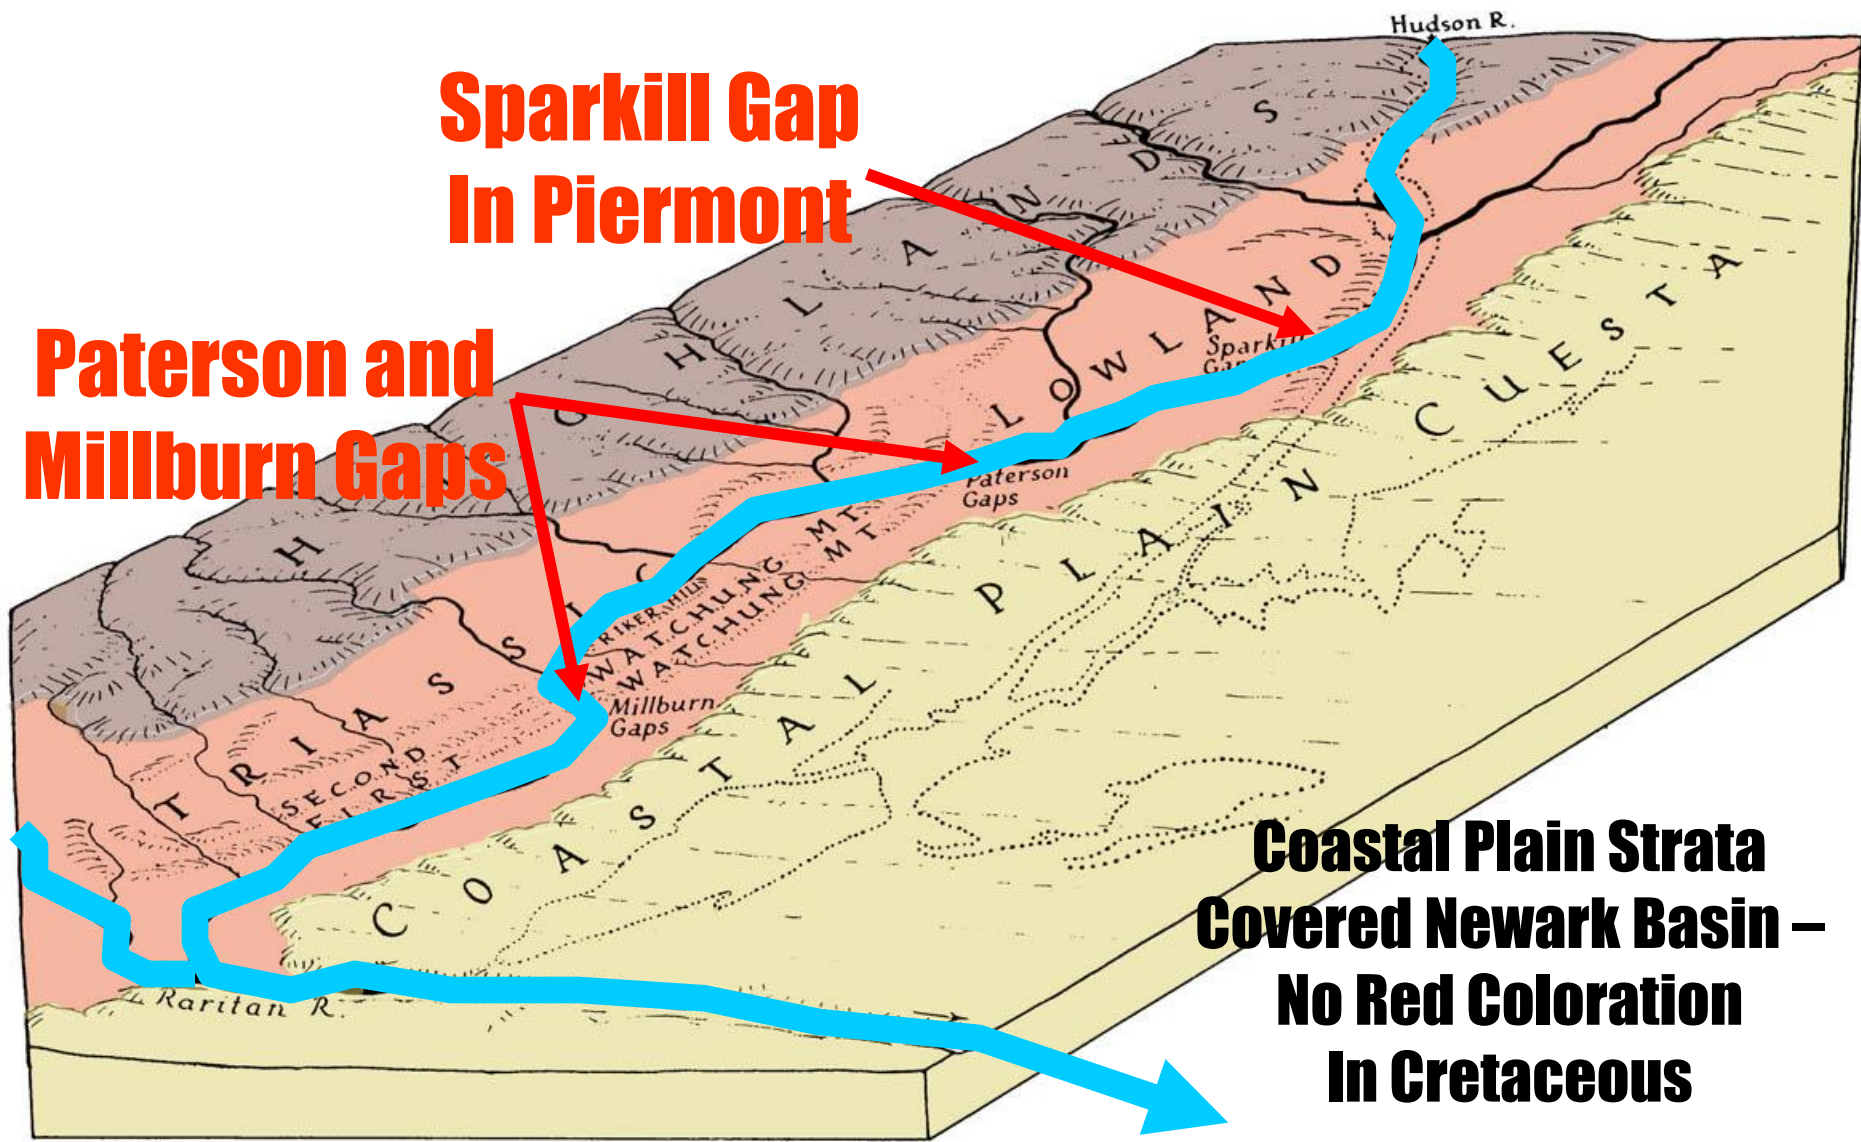 Hudson R.
Sparkill Gap
In Piermont
Paterson and
Millburn Gaps
HIGHLANDS
TRIASSIC LOWLAND
Sparkill
Gap
Paterson
Gaps
RIKER HILL
SECOND WATCHUNG MT.
FIRST WATCHUNG MT.
Millburn
Gaps
COASTAL PLAIN CUESTA
Raritan R.
Coastal Plain Strata
Covered Newark Basin –
No Red Coloration
In Cretaceous